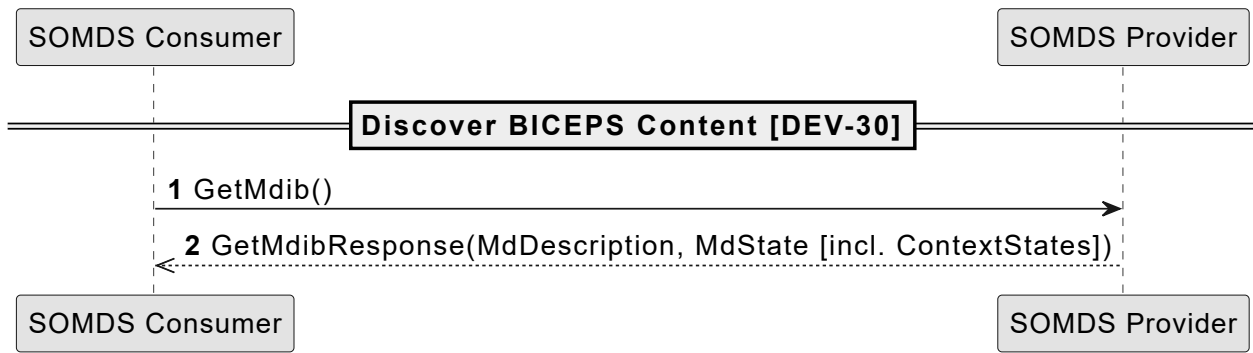 SOMDS Consumer
SOMDS Provider
Discover BICEPS Content [DEV-30]
1 GetMdib()
2 GetMdibResponse(MdDescription, MdState [incl. ContextStates])
SOMDS Consumer
SOMDS Provider